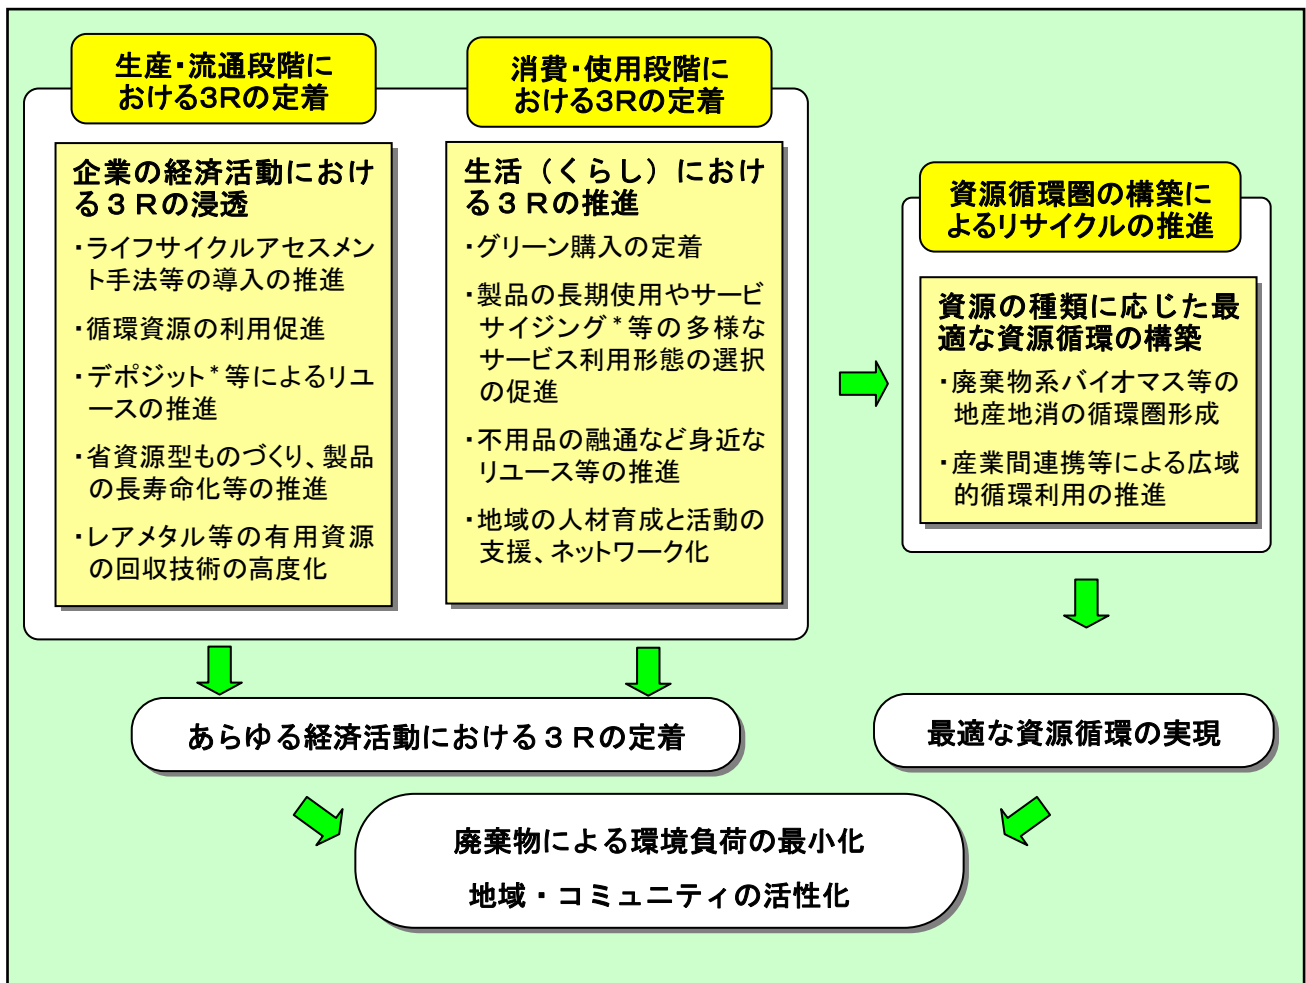 生産・流通段階に
おける3Rの定着
企業の経済活動におけ
る３Ｒの浸透
・ライフサイクルアセスメン
ト手法等の導入の推進
・循環資源の利用促進
・デポジット＊等によるリユ
ースの推進
・省資源型ものづくり、製品
の長寿命化等の推進
・レアメタル等の有用資源
の回収技術の高度化
消費・使用段階に
おける3Rの定着
生活（くらし）におけ
る３Ｒの推進
・グリーン購入の定着
・製品の長期使用やサービ
サイジング＊等の多様な
サービス利用形態の選択
の促進
・不用品の融通など身近な
リユース等の推進
・地域の人材育成と活動の
支援、ネットワーク化
資源循環圏の構築に
よるリサイクルの推進
資源の種類に応じた最
適な資源循環の構築
・廃棄物系バイオマス等の
地産地消の循環圏形成
・産業間連携等による広域
的循環利用の推進
あらゆる経済活動における３Ｒの定着
最適な資源循環の実現
廃棄物による環境負荷の最小化
地域・コミュニティの活性化